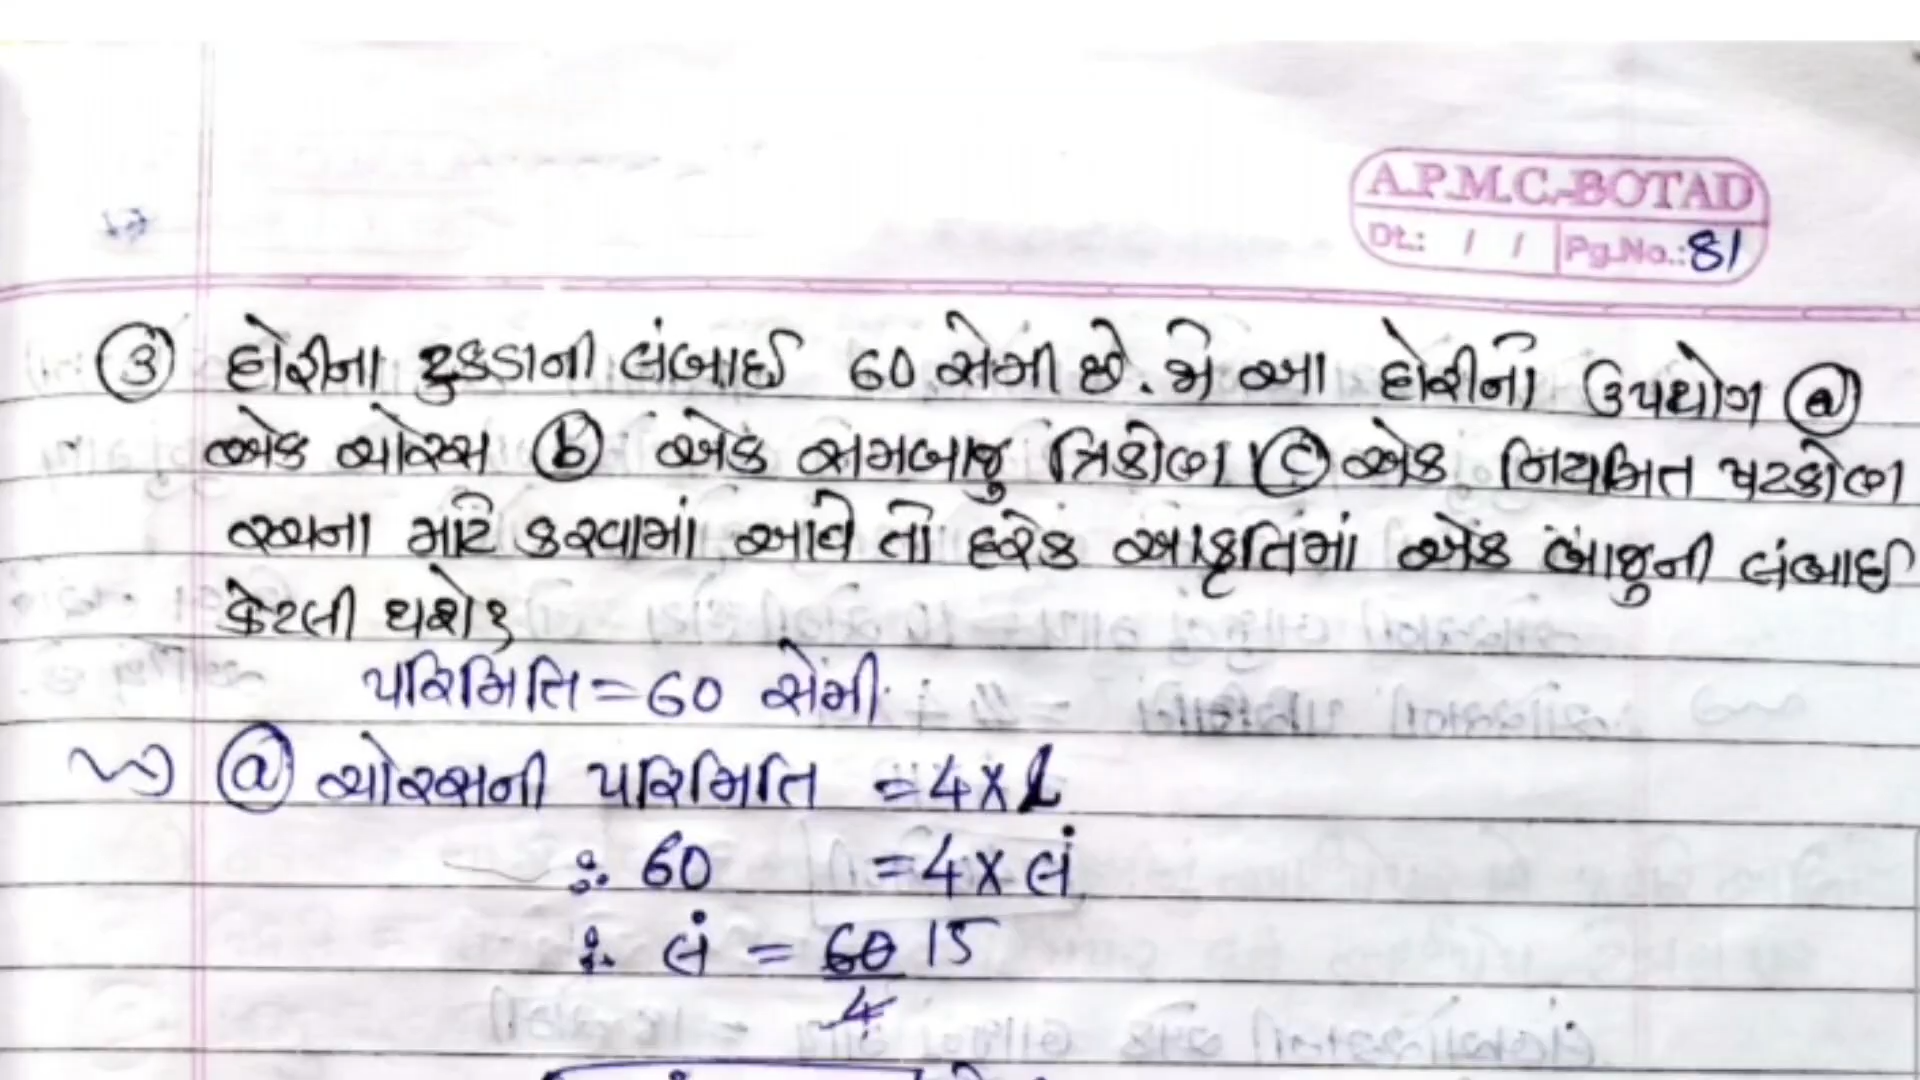 A.P.M.C.-BOTAD
Dt.: / / Pg.No.: 81
③ દોરીના ટુકડાની લંબાઈ 60 સેમી છે. જો આ દોરીનો ઉપયોગ ⓐ
એક ચોરસ ⓑ એક સમબાજુ ત્રિકોણ ⓒ એક નિયમિત ષટકોણ
રચના માટે કરવામાં આવે તો દરેક આકૃતિમાં એક બાજુની લંબાઈ
કેટલી થશે?
પરિમિતિ = 60 સેમી
ⓐ ચોરસની પરિમિતિ = 4 × l
∴ 60 = 4 × લં
∴ લં = 60 15
4